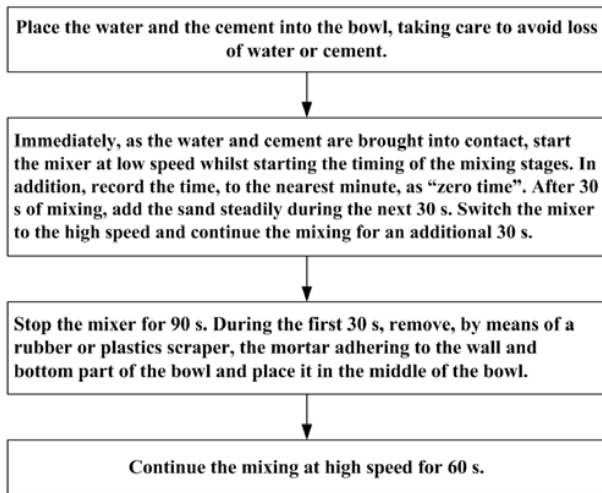 Place the water and the cement into the bowl, taking care to avoid loss
of water or cement.
Immediately, as the water and cement are brought into contact, start
the mixer at low speed whilst starting the timing of the mixing stages. In
addition, record the time, to the nearest minute, as “zero time”. After 30
s of mixing, add the sand steadily during the next 30 s. Switch the mixer
to the high speed and continue the mixing for an additional 30 s.
Stop the mixer for 90 s. During the first 30 s, remove, by means of a
rubber or plastics scraper, the mortar adhering to the wall and
bottom part of the bowl and place it in the middle of the bowl.
Continue the mixing at high speed for 60 s.